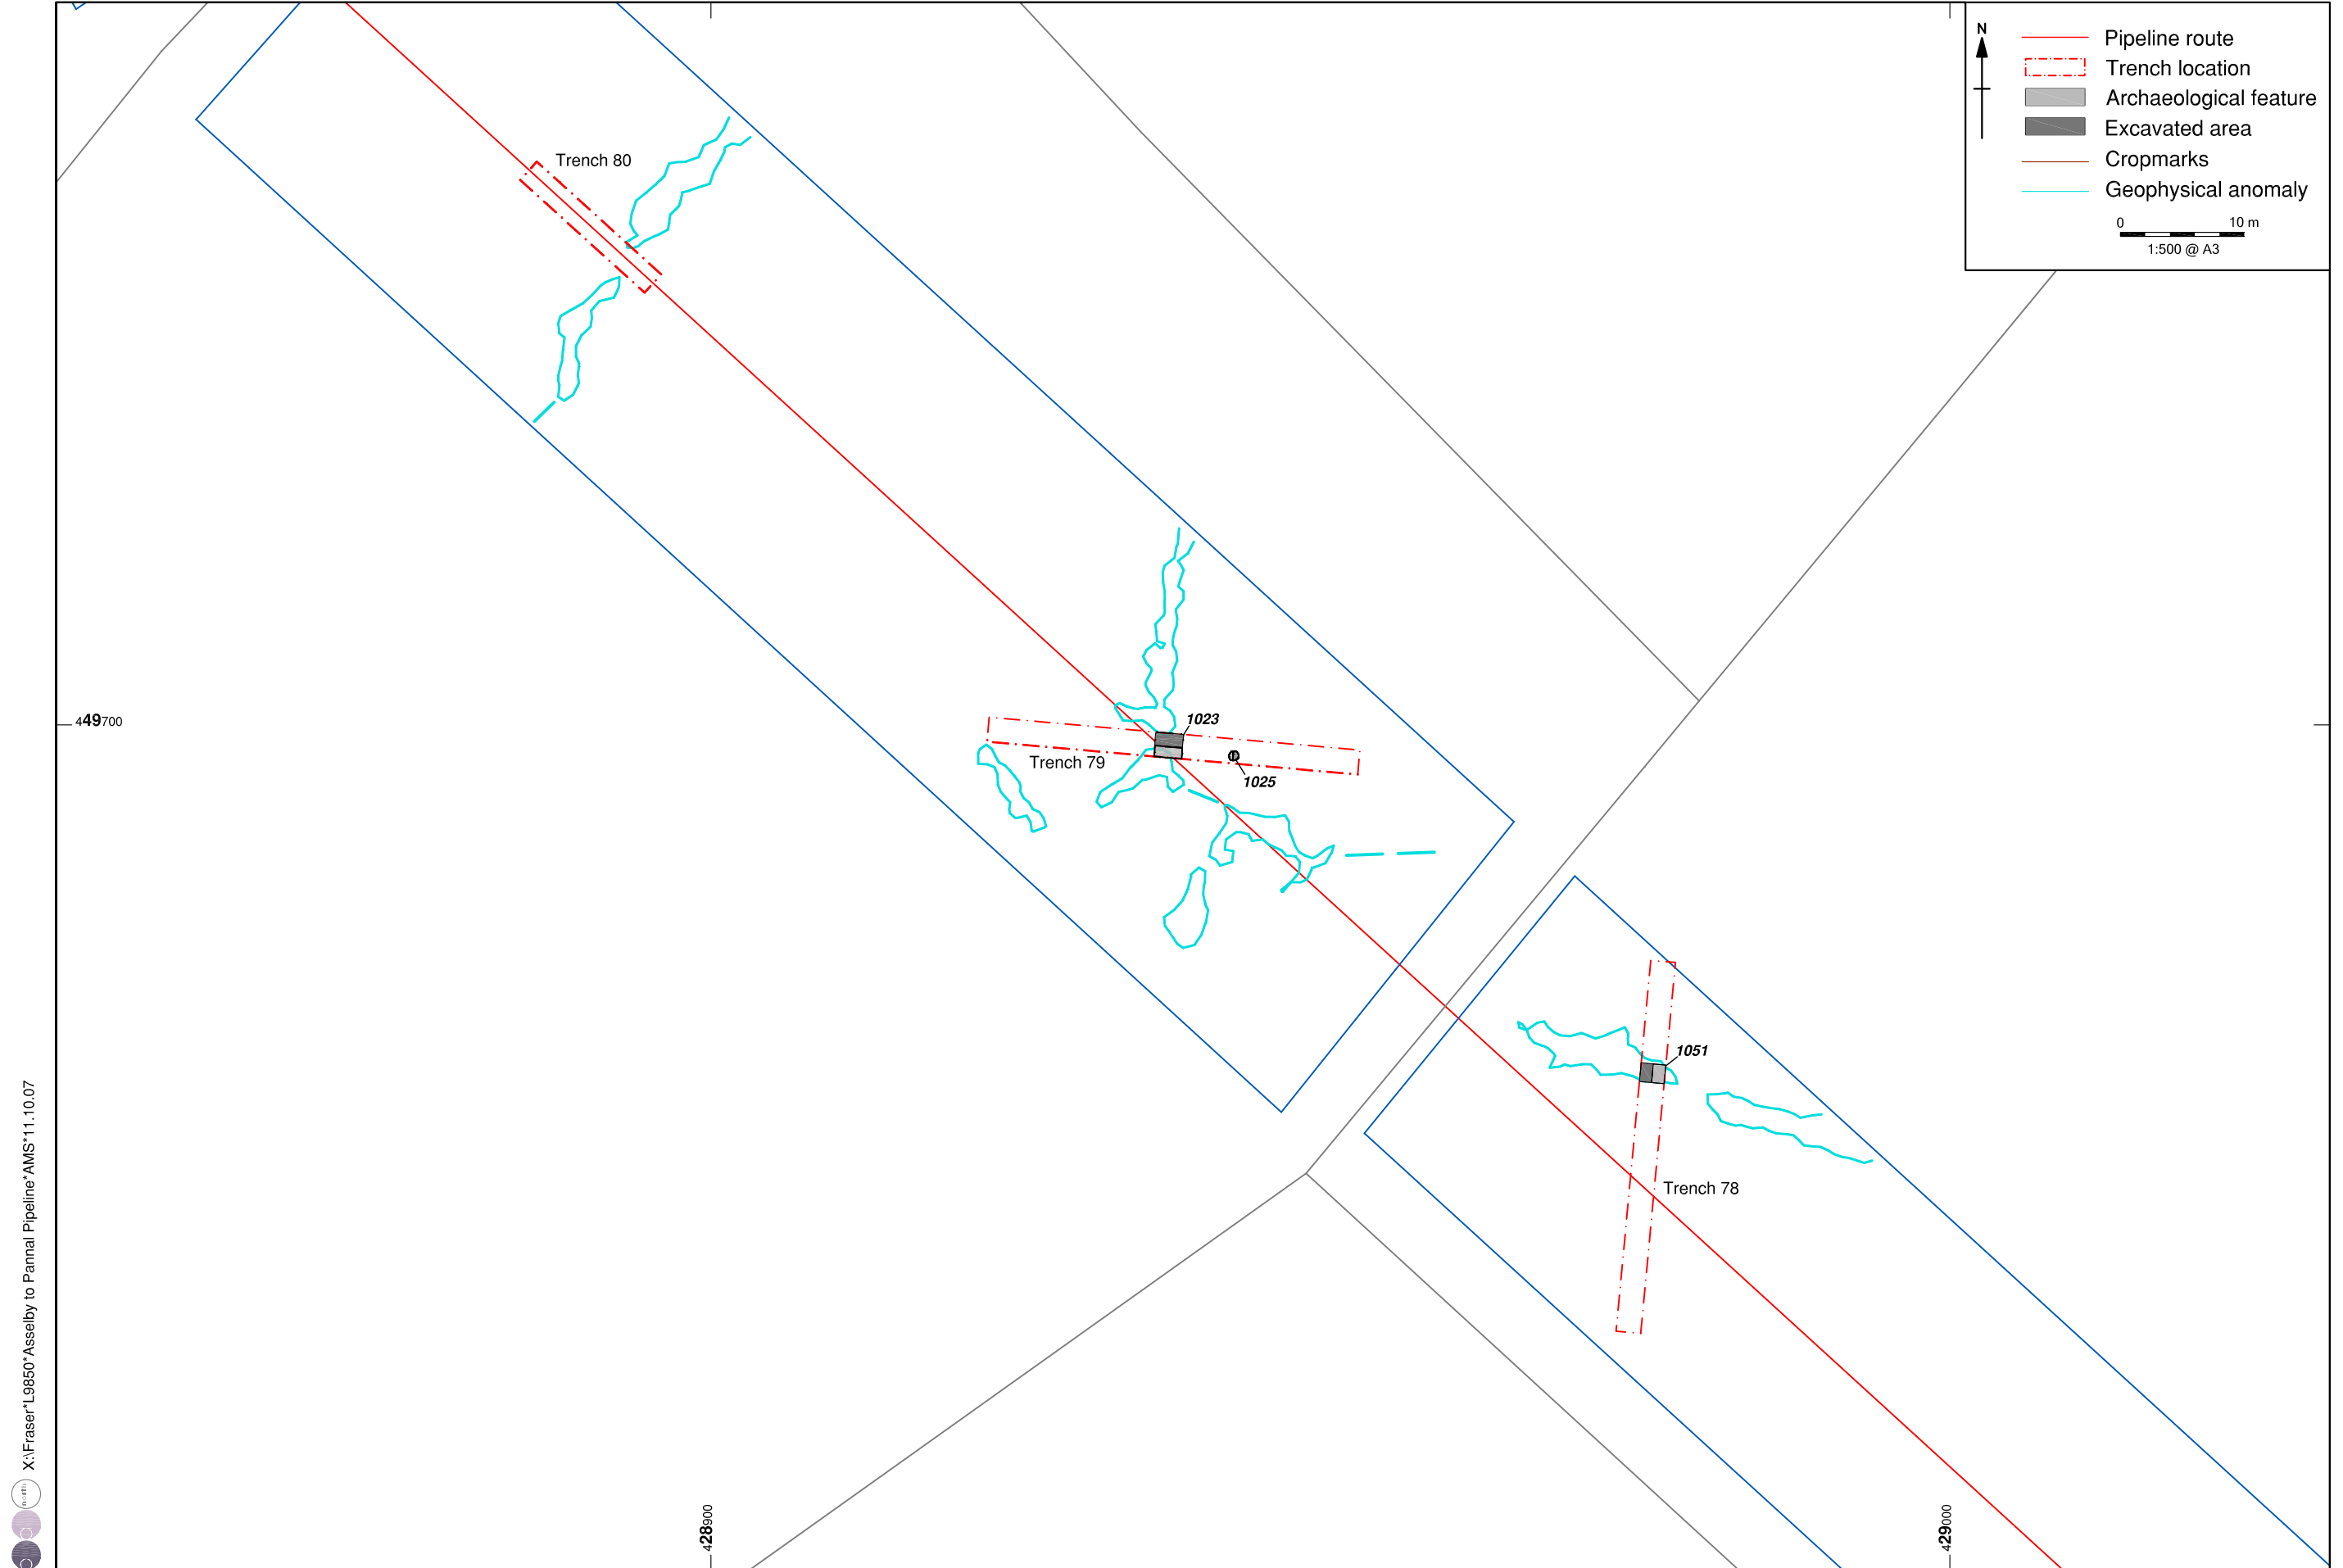 N
Pipeline route
Trench location
Archaeological feature
Excavated area
Cropmarks
Geophysical anomaly
0 10 m
1:500 @ A3
Trench 80
449700
1023
Trench 79
1025
1051
Trench 78
428900
429000
X:\Fraser*L9850*Asselby to Pannal Pipeline*AMS*11.10.07
north